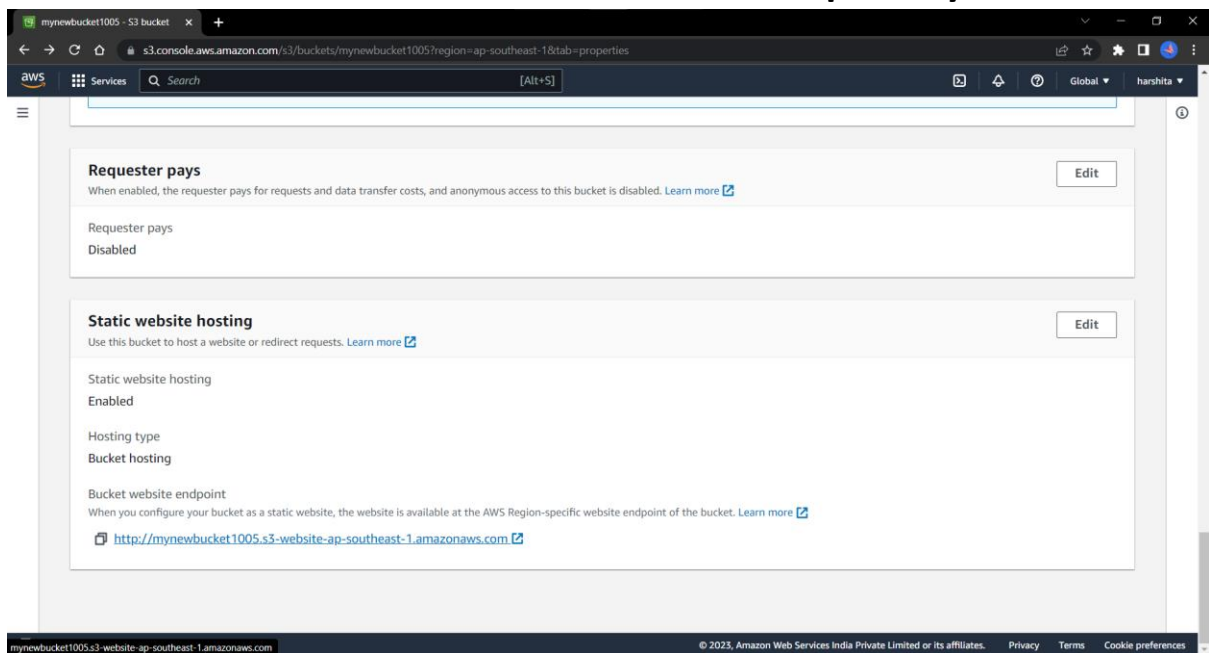 mynewbucket1005 - S3 bucket
s3.console.aws.amazon.com/s3/buckets/mynewbucket1005?region=ap-southeast-1&tab=properties
aws Services Search [Alt+S] Global harshita
Requester pays Edit
When enabled, the requester pays for requests and data transfer costs, and anonymous access to this bucket is disabled. Learn more
Requester pays
Disabled
Static website hosting Edit
Use this bucket to host a website or redirect requests. Learn more
Static website hosting
Enabled
Hosting type
Bucket hosting
Bucket website endpoint
When you configure your bucket as a static website, the website is available at the AWS Region-specific website endpoint of the bucket. Learn more
http://mynewbucket1005.s3-website-ap-southeast-1.amazonaws.com
mynewbucket1005.s3-website-ap-southeast-1.amazonaws.com © 2023, Amazon Web Services India Private Limited or its affiliates. Privacy Terms Cookie preferences